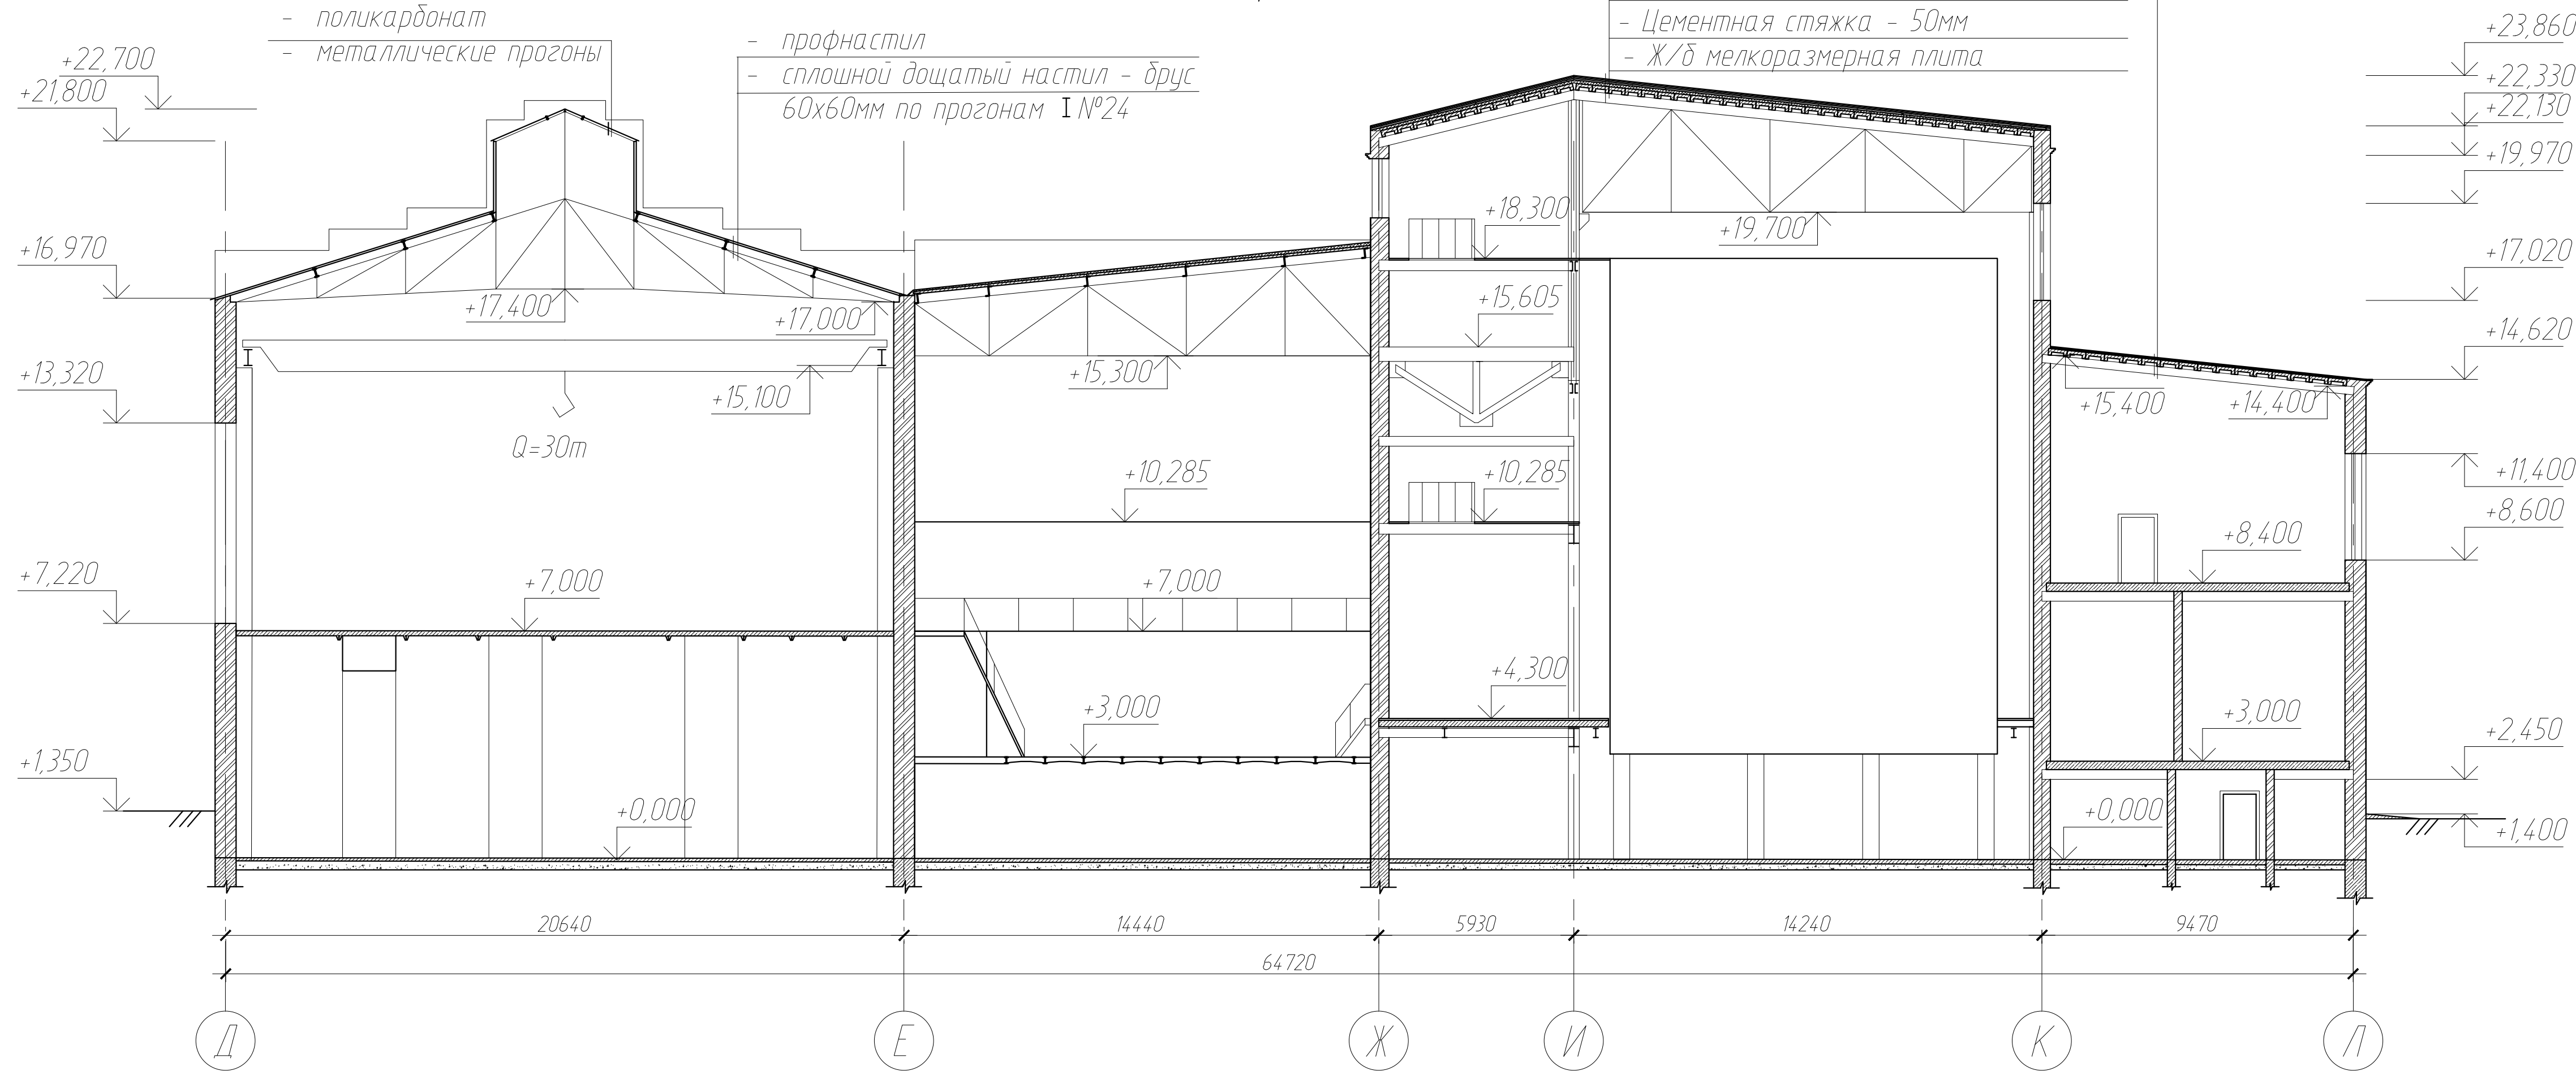 - поликарбонат
- металлические прогоны
- профнастил
- сплошной дощатый настил - брус
60х60мм по прогонам I №24
- Цементная стяжка - 50мм
- Ж/б мелкоразмерная плита
+22,700
+21,800
+16,970
+13,320
+7,220
+1,350
+17,400
+17,000
+15,100
Q=30т
+7,000
+0,000
+15,300
+10,285
+7,000
+3,000
+18,300
+15,605
+10,285
+4,300
+19,700
+15,400
+14,400
+8,400
+3,000
+0,000
+23,860
+22,330
+22,130
+19,970
+17,020
+14,620
+11,400
+8,600
+2,450
+1,400
20640
14440
5930
14240
9470
64720
Д
Е
Ж
И
К
Л